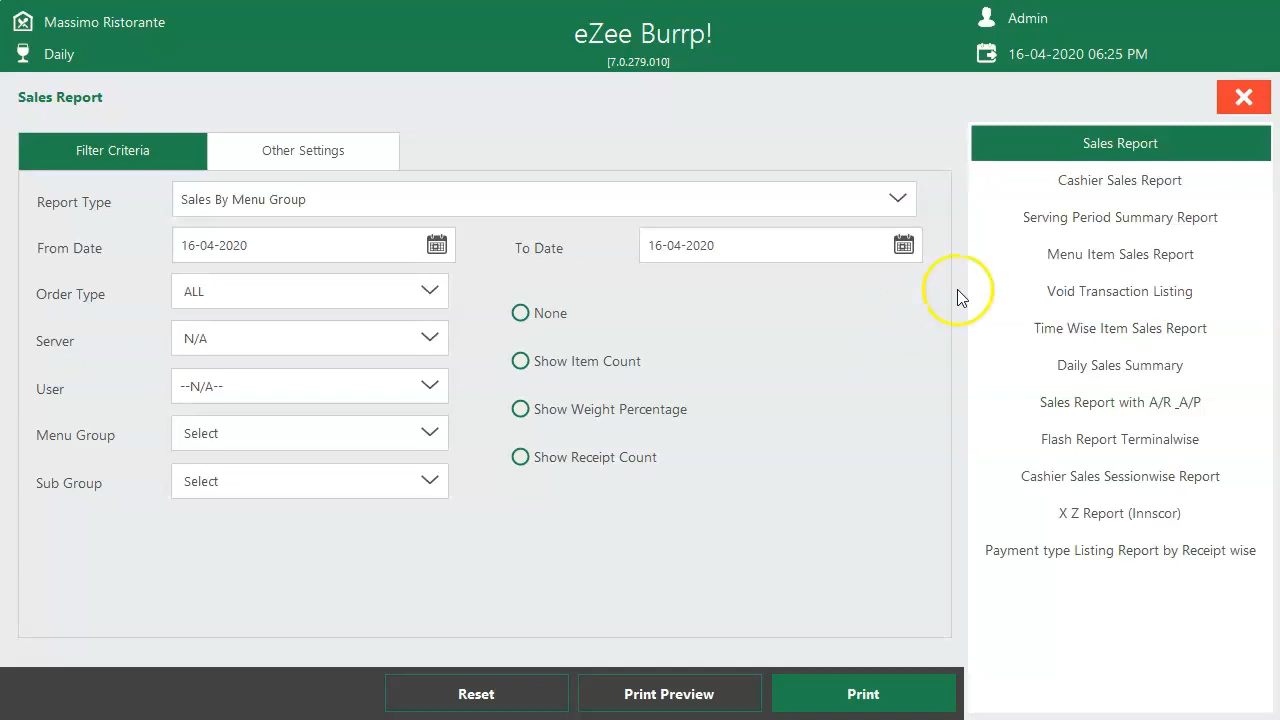 Massimo Ristorante
Daily
eZee Burrp!
[7.0.279.010]
Admin
16-04-2020 06:25 PM
Sales Report
Filter Criteria
Other Settings
Report Type
Sales By Menu Group
From Date
16-04-2020
To Date
16-04-2020
Order Type
ALL
Server
N/A
User
--N/A--
Menu Group
Select
Sub Group
Select
None
Show Item Count
Show Weight Percentage
Show Receipt Count
Sales Report
Cashier Sales Report
Serving Period Summary Report
Menu Item Sales Report
Void Transaction Listing
Time Wise Item Sales Report
Daily Sales Summary
Sales Report with A/R _A/P
Flash Report Terminalwise
Cashier Sales Sessionwise Report
X Z Report (Innscor)
Payment type Listing Report by Receipt wise
Reset
Print Preview
Print